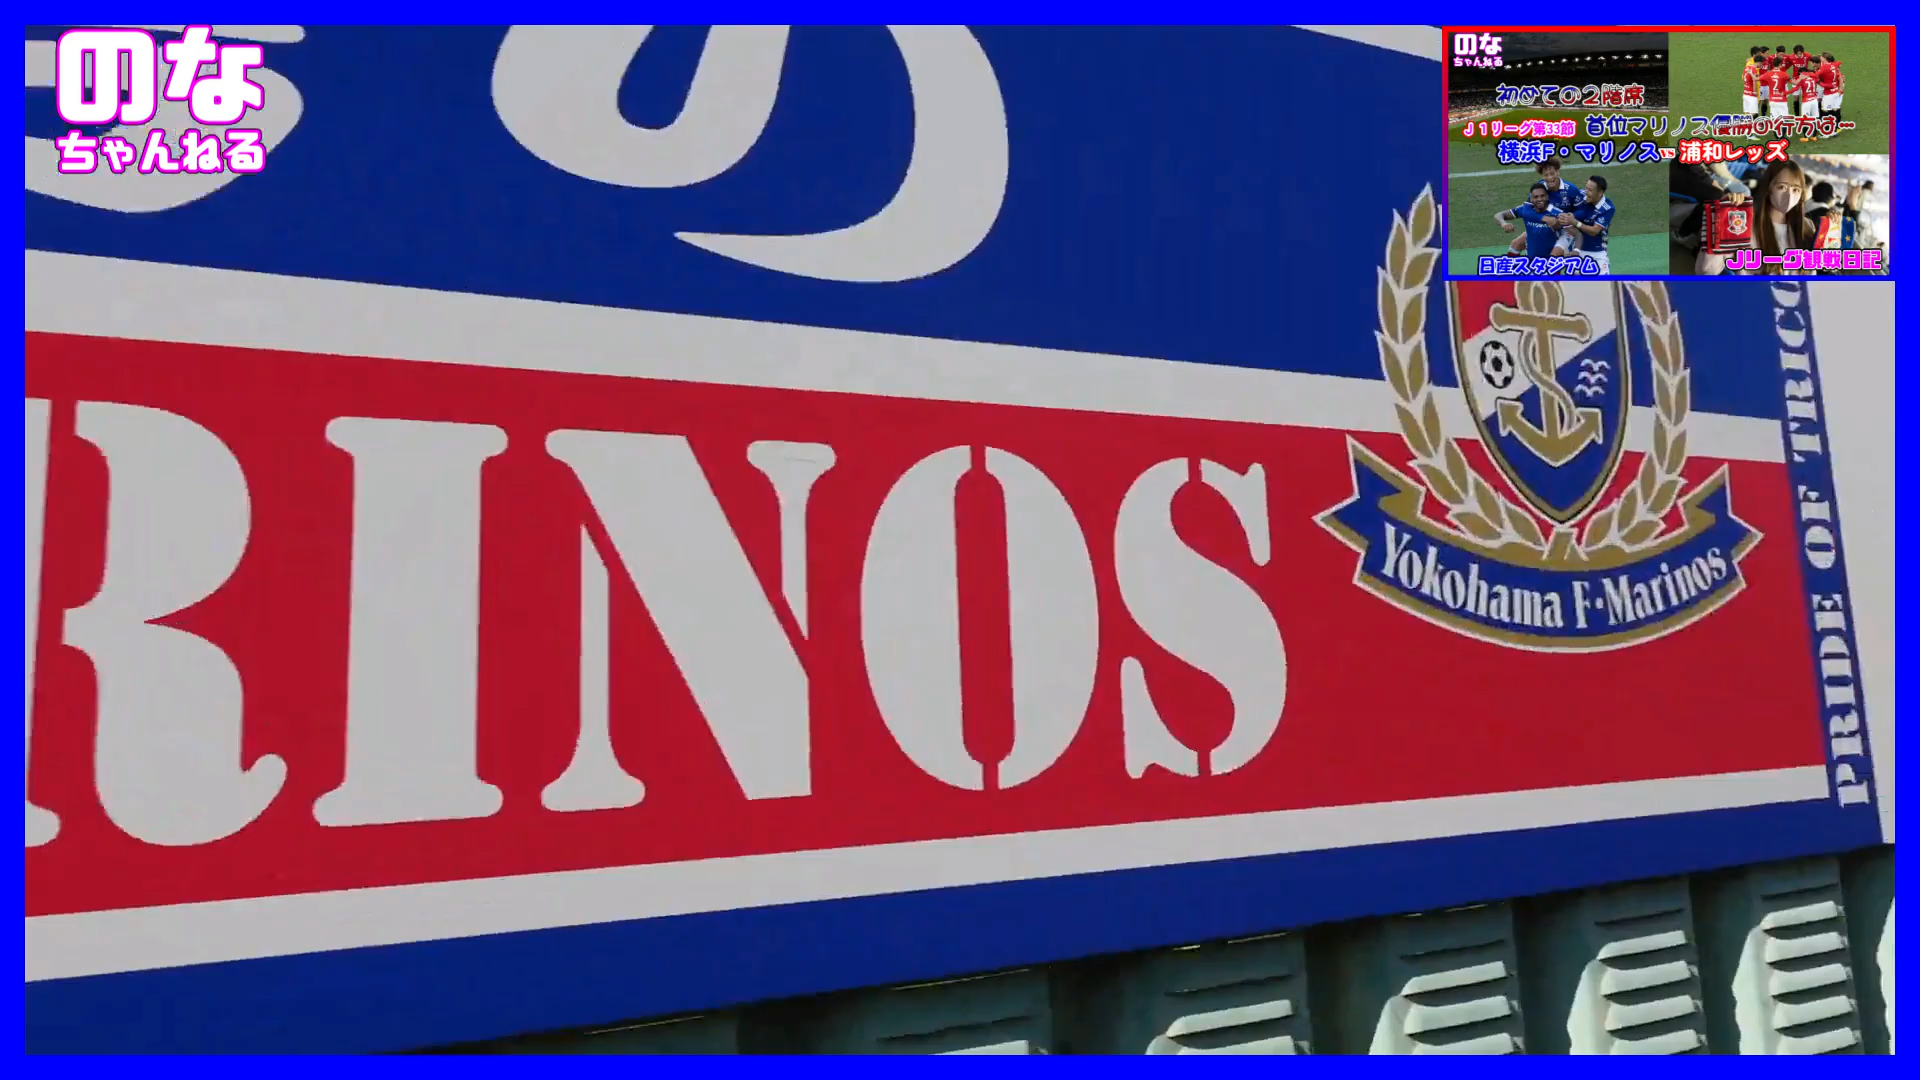 のな
ちゃんねる
の
RINOS
Yokohama F·Marinos
PRIDE OF TRICO
のな
ちゃんねる
初めての２階席
Ｊ１リーグ第33節 首位マリノス優勝の行方は…
横浜F・マリノス vs 浦和レッズ
日産スタジアム
Jリーグ観戦日記